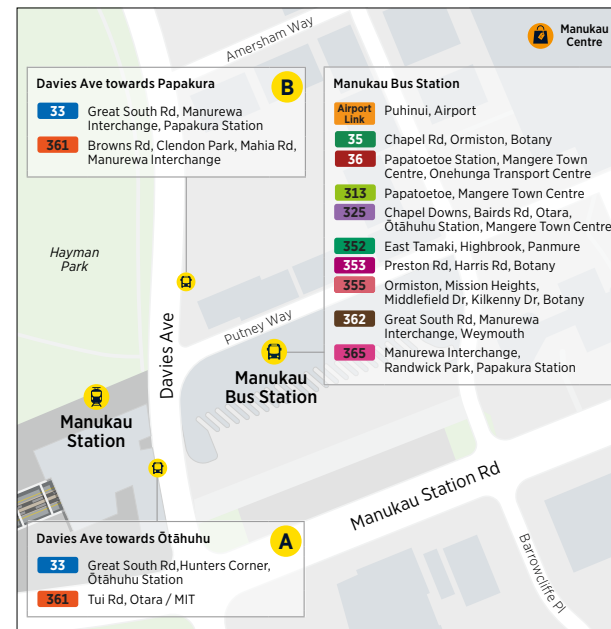 Amersham Way
Manukau
Centre
Davies Ave towards Papakura
B
33 Great South Rd, Manurewa
Interchange, Papakura Station
361 Browns Rd, Clendon Park, Mahia Rd,
Manurewa Interchange
Manukau Bus Station
Airport
Link
Puhinui, Airport
35 Chapel Rd, Ormiston, Botany
36 Papatoetoe Station, Mangere Town
Centre, Onehunga Transport Centre
313 Papatoetoe, Mangere Town Centre
325 Chapel Downs, Bairds Rd, Otara,
Ōtāhuhu Station, Mangere Town Centre
352 East Tamaki, Highbrook, Panmure
353 Preston Rd, Harris Rd, Botany
355 Ormiston, Mission Heights,
Middlefield Dr, Kilkenny Dr, Botany
362 Great South Rd, Manurewa
Interchange, Weymouth
365 Manurewa Interchange,
Randwick Park, Papakura Station
Hayman
Park
Davies Ave
Putney Way
Manukau
Bus Station
Manukau
Station
Manukau Station Rd
Barrowcliffe Pl
Davies Ave towards Ōtāhuhu
A
33 Great South Rd,Hunters Corner,
Ōtāhuhu Station
361 Tui Rd, Otara / MIT